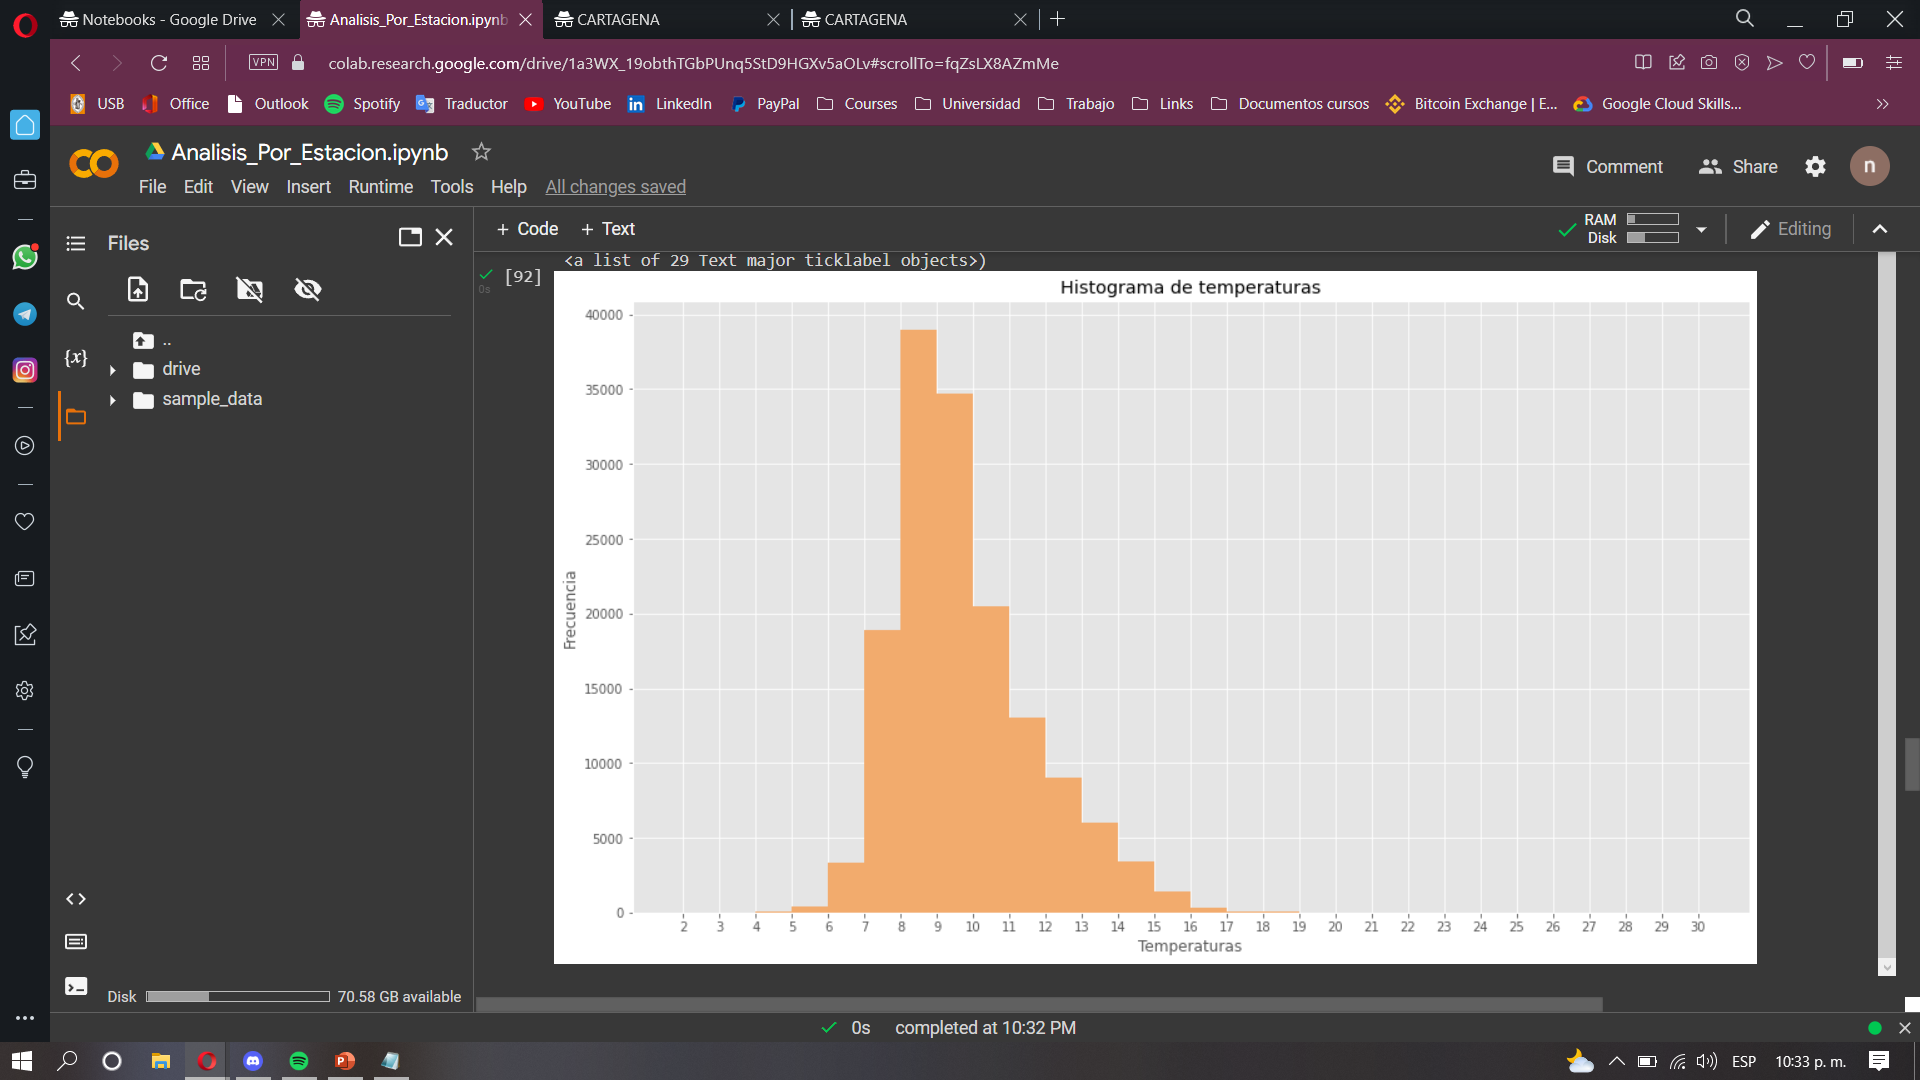 Notebooks - Google Drive
Analisis_Por_Estacion.ipynb
CARTAGENA
CARTAGENA
VPN
colab.research.google.com/drive/1a3WX_19obthTGbPUnq5StD9HGXv5aOLv#scrollTo=fqZsLX8AZmMe
USB
Office
Outlook
Spotify
Traductor
YouTube
LinkedIn
PayPal
Courses
Universidad
Trabajo
Links
Documentos cursos
Bitcoin Exchange | E...
Google Cloud Skills...
Analisis_Por_Estacion.ipynb
File Edit View Insert Runtime Tools Help All changes saved
Comment
Share
n
Files
+ Code + Text
RAM
Disk
Editing
..
drive
sample_data
{x}
<a list of 29 Text major ticklabel objects>)
[92]
0s
Histograma de temperaturas
40000
35000
30000
25000
20000
15000
10000
5000
0
Frecuencia
2 3 4 5 6 7 8 9 10 11 12 13 14 15 16 17 18 19 20 21 22 23 24 25 26 27 28 29 30
Temperaturas
Disk
70.58 GB available
0s completed at 10:32 PM
ESP
10:33 p. m.